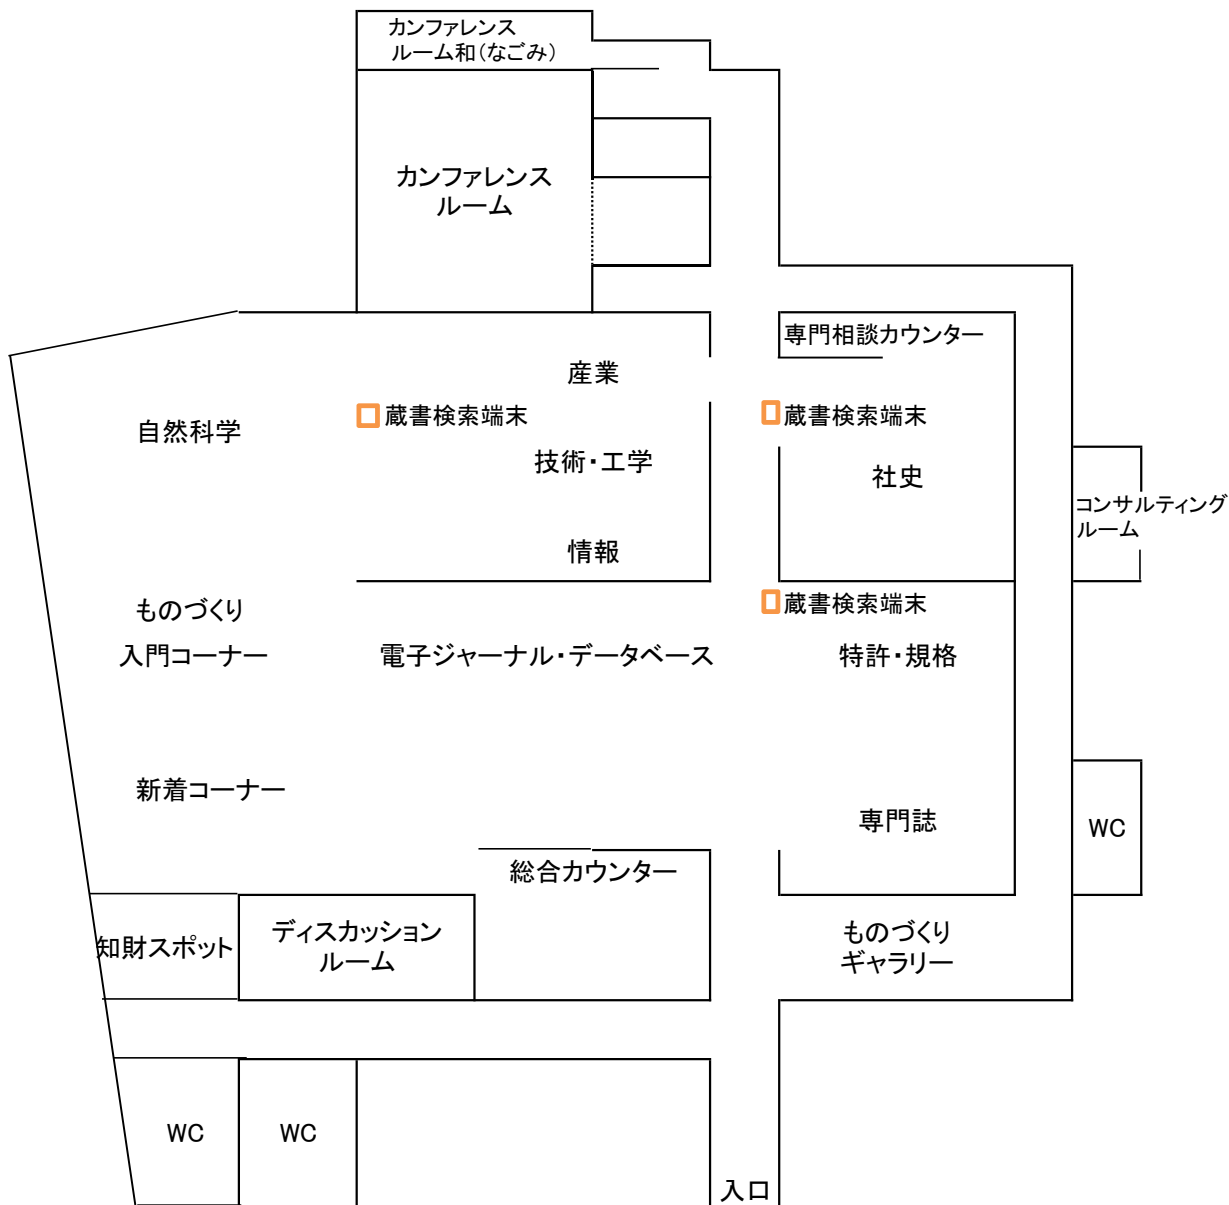 カンファレンス
ルーム和(なごみ)
カンファレンス
ルーム
専門相談カウンター
産業
蔵書検索端末
蔵書検索端末
自然科学
技術・工学
社史
コンサルティング
ルーム
情報
ものづくり
入門コーナー
蔵書検索端末
電子ジャーナル・データベース
特許・規格
新着コーナー
専門誌
WC
総合カウンター
知財スポット
ディスカッション
ルーム
ものづくり
ギャラリー
WC
WC
入口